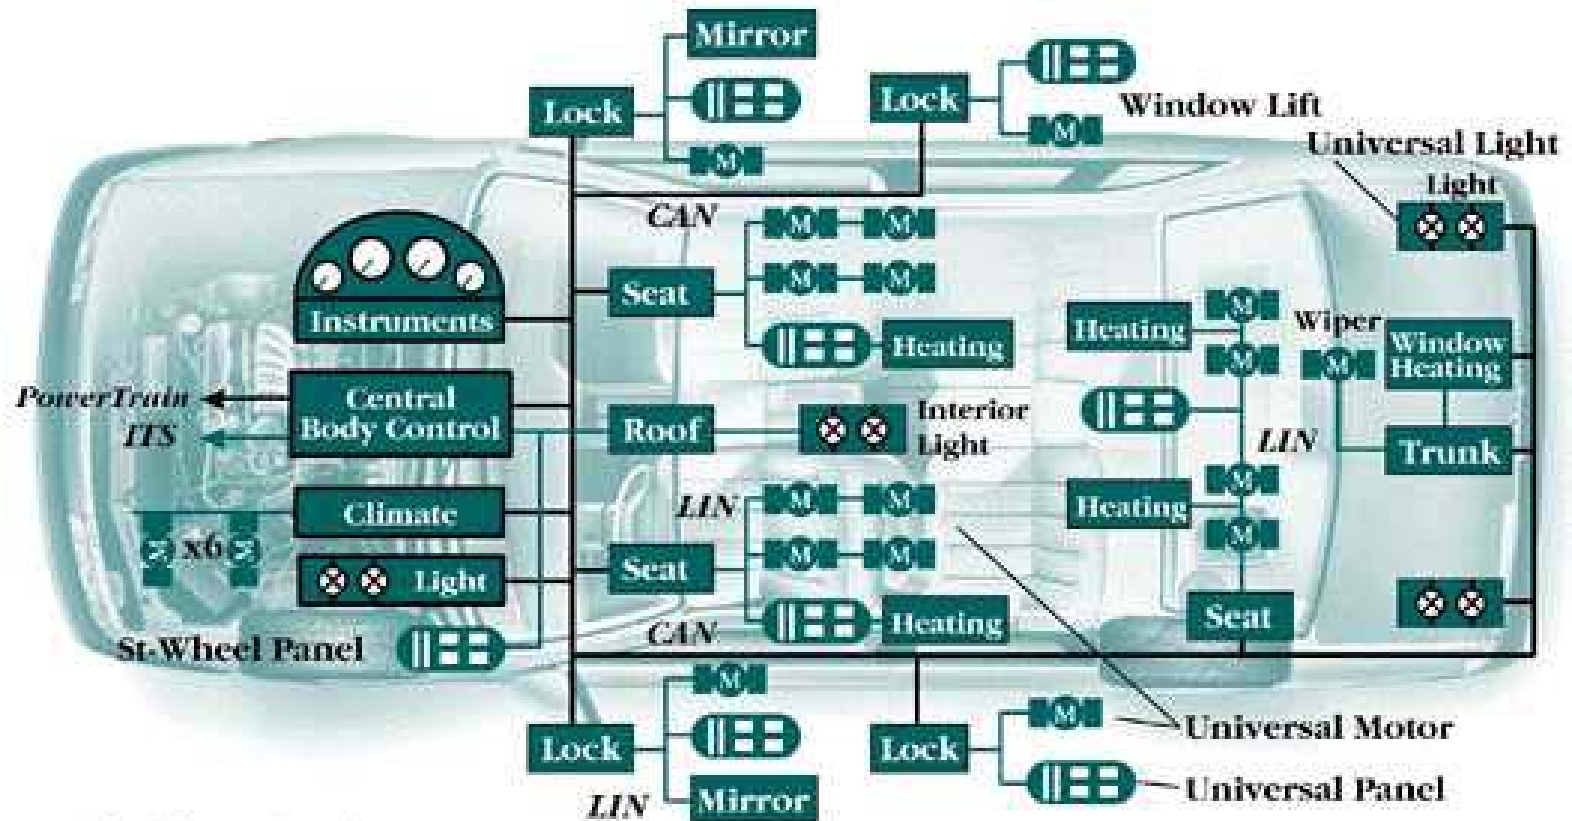 Mirror
Lock
Lock
Window Lift
M
M
Universal Light
Light
CAN
M M
Seat
M M
Instruments
Heating
Heating
M
M
Wiper
M
Window
Heating
PowerTrain
ITS
Central
Body Control
Roof
Interior
Light
LIN
Trunk
Climate
LIN
M M
Heating
M
M
M x6 M
Light
Seat
M M
St-Wheel Panel
CAN
Heating
Seat
M
Lock
LIN
Mirror
Lock
M
Universal Motor
Universal Panel